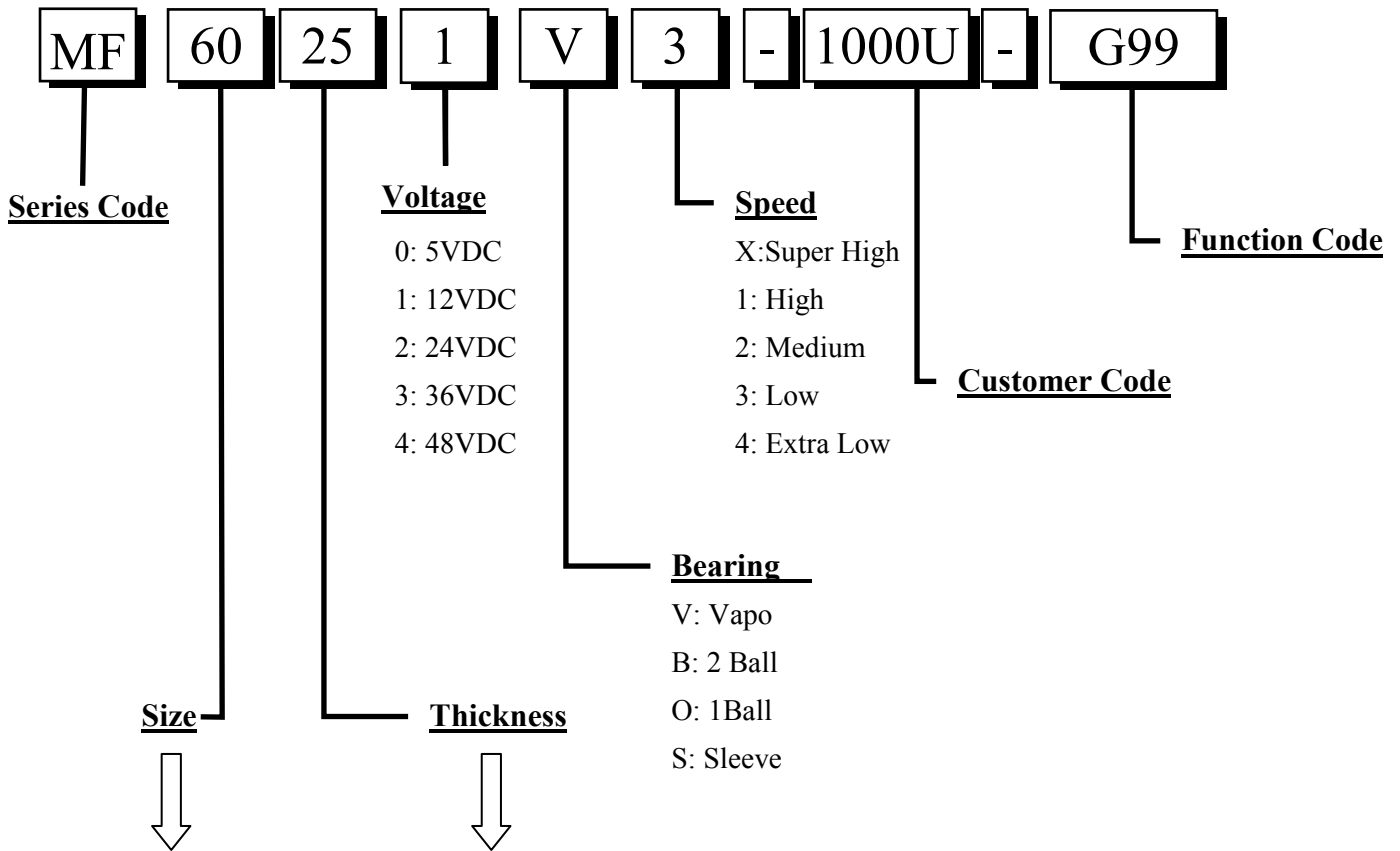 MF 60 25 1 V 3 - 1000U - G99
Series Code
Voltage
0: 5VDC
1: 12VDC
2: 24VDC
3: 36VDC
4: 48VDC
Speed
X:Super High
1: High
2: Medium
3: Low
4: Extra Low
Function Code
Customer Code
Bearing
V: Vapo
B: 2 Ball
O: 1Ball
S: Sleeve
Size
Thickness